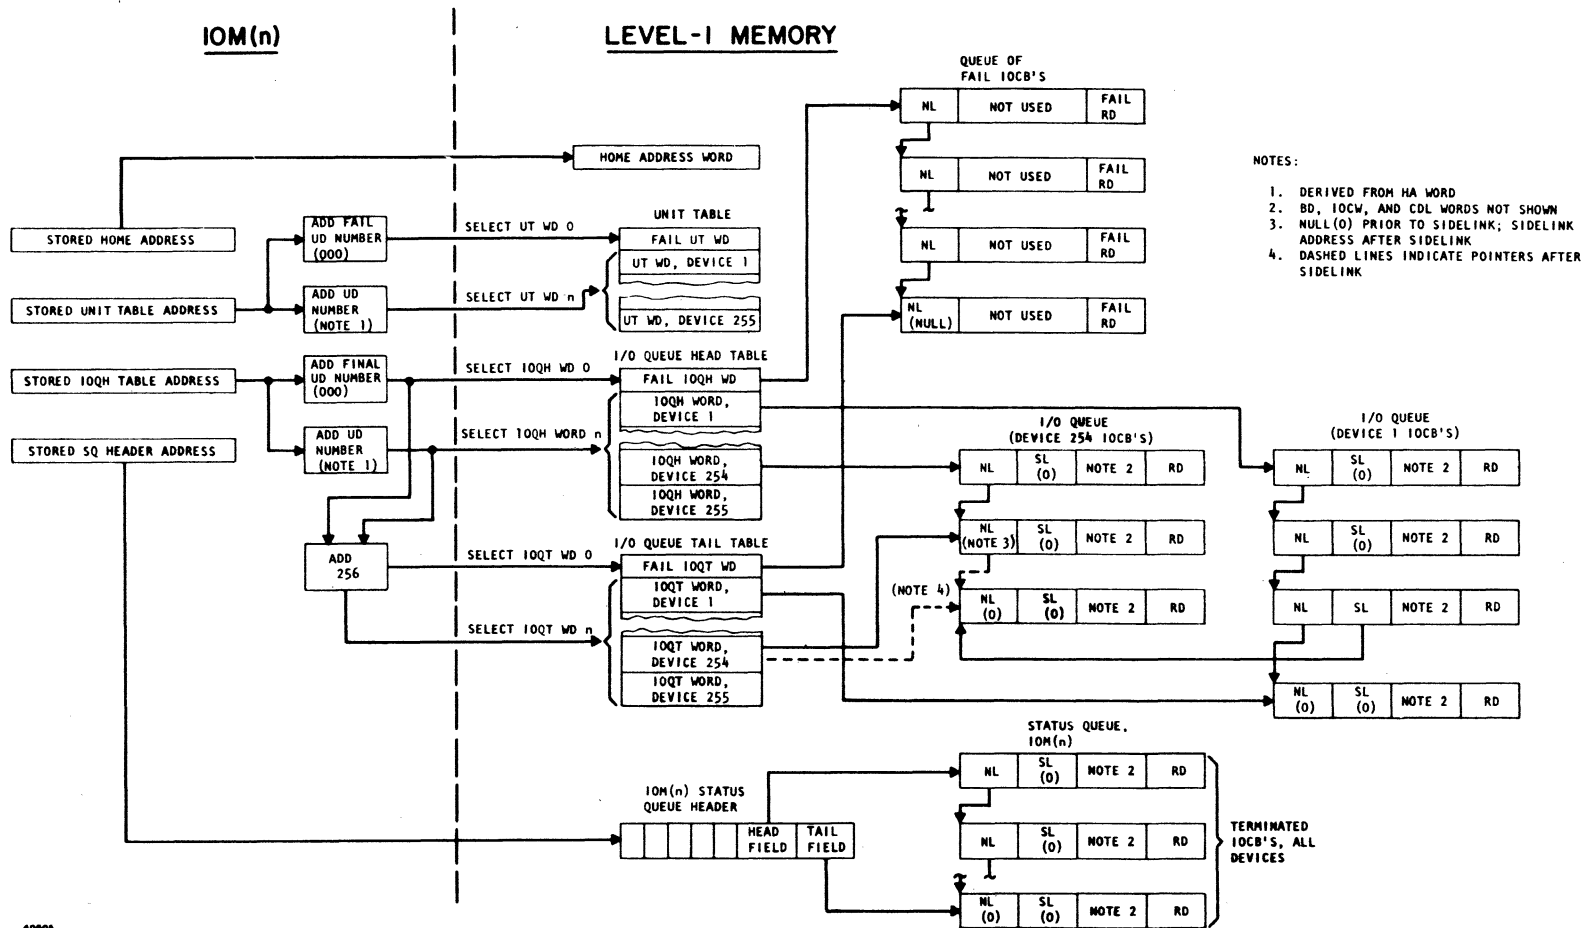 IOM(n)
LEVEL-1 MEMORY
QUEUE OF
FAIL IOCB'S
NL NOT USED FAIL RD
NL NOT USED FAIL RD
NL NOT USED FAIL RD
NL (NULL) NOT USED FAIL RD
HOME ADDRESS WORD
NOTES:
1. DERIVED FROM HA WORD
2. BD, IOCW, AND CDL WORDS NOT SHOWN
3. NULL(0) PRIOR TO SIDELINK; SIDELINK
ADDRESS AFTER SIDELINK
4. DASHED LINES INDICATE POINTERS AFTER
SIDELINK
STORED HOME ADDRESS
STORED UNIT TABLE ADDRESS
STORED IOQH TABLE ADDRESS
STORED SQ HEADER ADDRESS
ADD FAIL
UD NUMBER
(000)
ADD UD
NUMBER
(NOTE 1)
ADD FINAL
UD NUMBER
(000)
ADD UD
NUMBER
(NOTE 1)
ADD
256
SELECT UT WD 0
SELECT UT WD n
SELECT IOQH WD 0
SELECT IOQH WORD n
SELECT IOQT WD 0
SELECT IOQT WD n
UNIT TABLE
FAIL UT WD
UT WD, DEVICE 1
UT WD, DEVICE 255
I/O QUEUE HEAD TABLE
FAIL IOQH WD
IOQH WORD,
DEVICE 1
IOQH WORD,
DEVICE 254
IOQH WORD,
DEVICE 255
I/O QUEUE TAIL TABLE
FAIL IOQT WD
IOQT WORD,
DEVICE 1
IOQT WORD,
DEVICE 254
IOQT WORD,
DEVICE 255
I/O QUEUE
(DEVICE 254 IOCB'S)
NL SL (0) NOTE 2 RD
NL (NOTE 3) SL (0) NOTE 2 RD
(NOTE 4)
NL (0) SL (0) NOTE 2 RD
I/O QUEUE
(DEVICE 1 IOCB'S)
NL SL (0) NOTE 2 RD
NL SL (0) NOTE 2 RD
NL SL NOTE 2 RD
NL (0) SL (0) NOTE 2 RD
IOM(n) STATUS
QUEUE HEADER
HEAD FIELD
TAIL FIELD
STATUS QUEUE,
IOM(n)
NL SL (0) NOTE 2 RD
NL SL (0) NOTE 2 RD
NL (0) SL (0) NOTE 2 RD
TERMINATED
IOCB'S, ALL
DEVICES